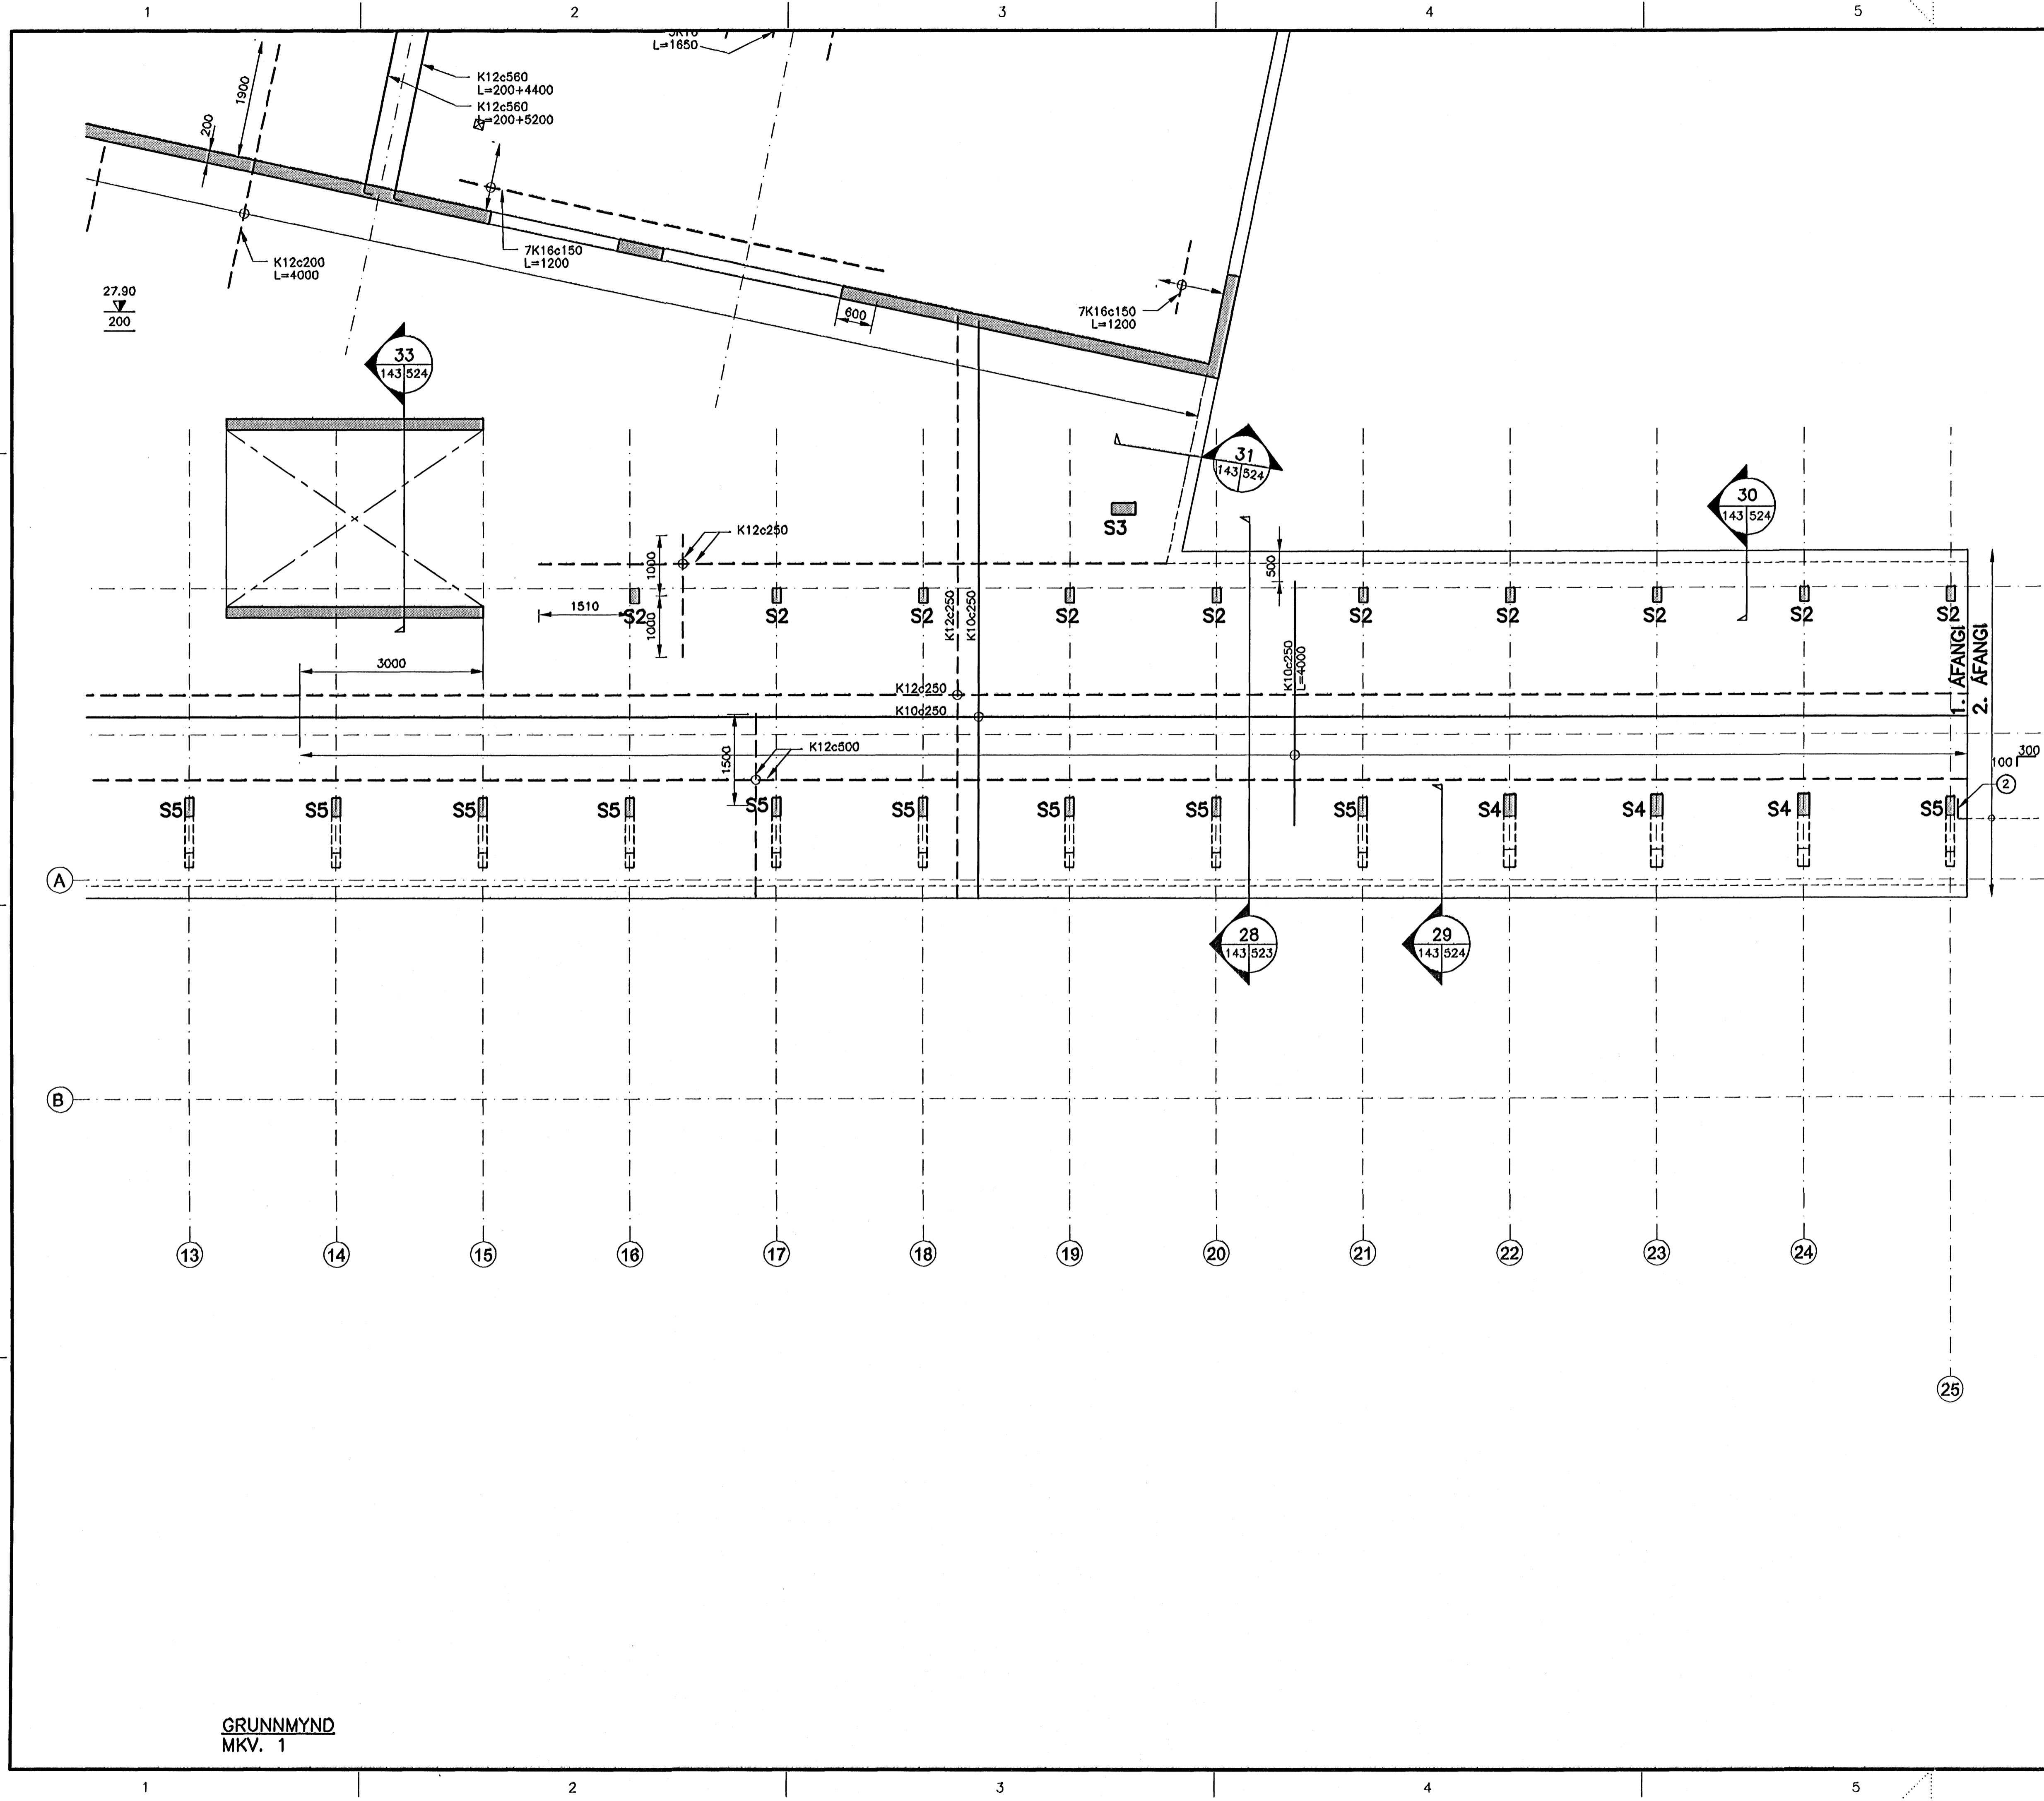 1 2 3 4 5
L=1650
K12c560
L=200+4400
K12c560
L=200+5200
1900
200
K12c200
L=4000
7K16c150
L=1200
600
7K16c150
L=1200
27.90
200
33
143 524
31
143 524
30
143 524
S3
K12c250
1000
1000
500
1510
S2 S2 S2 S2 S2 S2 S2 S2 S2 S2
K12c250
K10c250
K10c250
L=4000
1. ÁFANGI
2. ÁFANGI
3000
K12c250
K10c250
K12c500
1500
300
100
2
S5 S5 S5 S5 S5 S5 S5 S5 S5 S4 S4 S4 S5
A
28
143 523
29
143 524
B
13 14 15 16 17 18 19 20 21 22 23 24
25
GRUNNMYND
MKV. 1
1 2 3 4 5